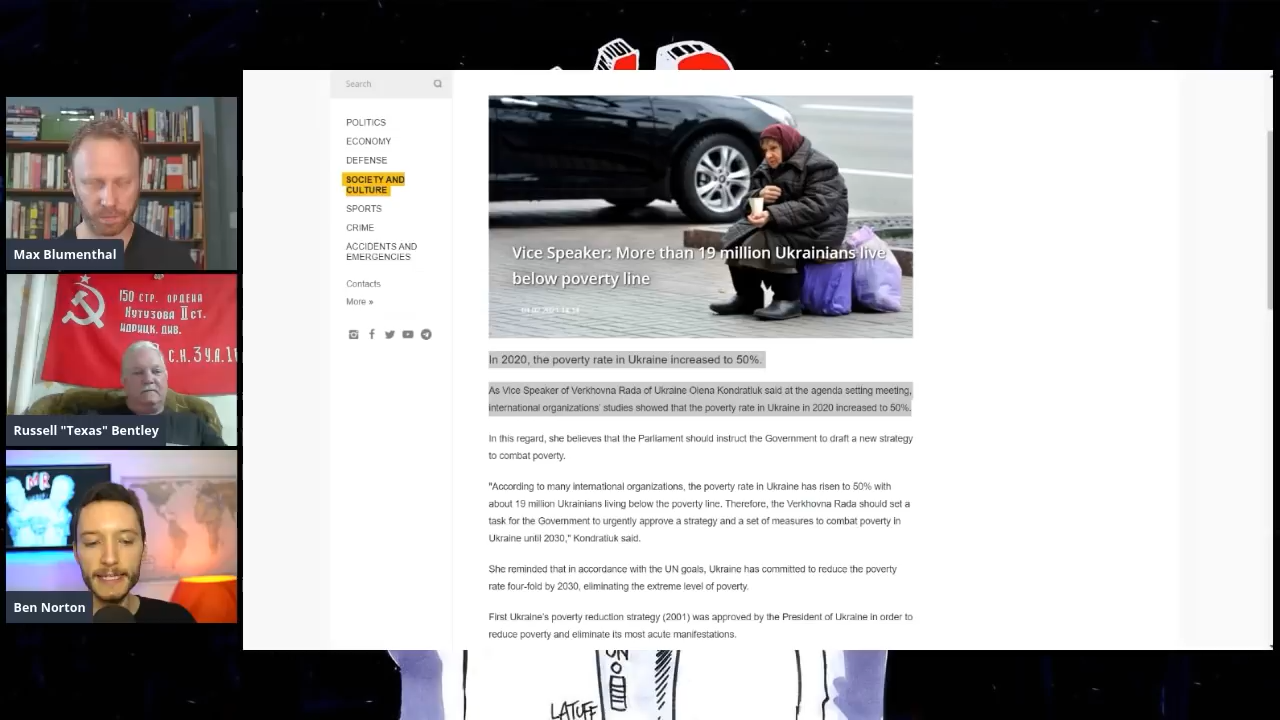 Search
POLITICS
ECONOMY
DEFENSE
SOCIETY AND
CULTURE
SPORTS
CRIME
ACCIDENTS AND
EMERGENCIES
Contacts
More »
Max Blumenthal
150 СТР. ОРДЕНА
КУТУЗОВА II СТ.
ИДРИЦК. ДИВ.
С.К. 3 У.А. 1
Russell "Texas" Bentley
Ben Norton
Vice Speaker: More than 19 million Ukrainians live
below poverty line
In 2020, the poverty rate in Ukraine increased to 50%.
As Vice Speaker of Verkhovna Rada of Ukraine Olena Kondratiuk said at the agenda setting meeting,
international organizations' studies showed that the poverty rate in Ukraine in 2020 increased to 50%.
In this regard, she believes that the Parliament should instruct the Government to draft a new strategy
to combat poverty.
"According to many international organizations, the poverty rate in Ukraine has risen to 50% with
about 19 million Ukrainians living below the poverty line. Therefore, the Verkhovna Rada should set a
task for the Government to urgently approve a strategy and a set of measures to combat poverty in
Ukraine until 2030," Kondratiuk said.
She reminded that in accordance with the UN goals, Ukraine has committed to reduce the poverty
rate four-fold by 2030, eliminating the extreme level of poverty.
First Ukraine's poverty reduction strategy (2001) was approved by the President of Ukraine in order to
reduce poverty and eliminate its most acute manifestations.
LATUFF